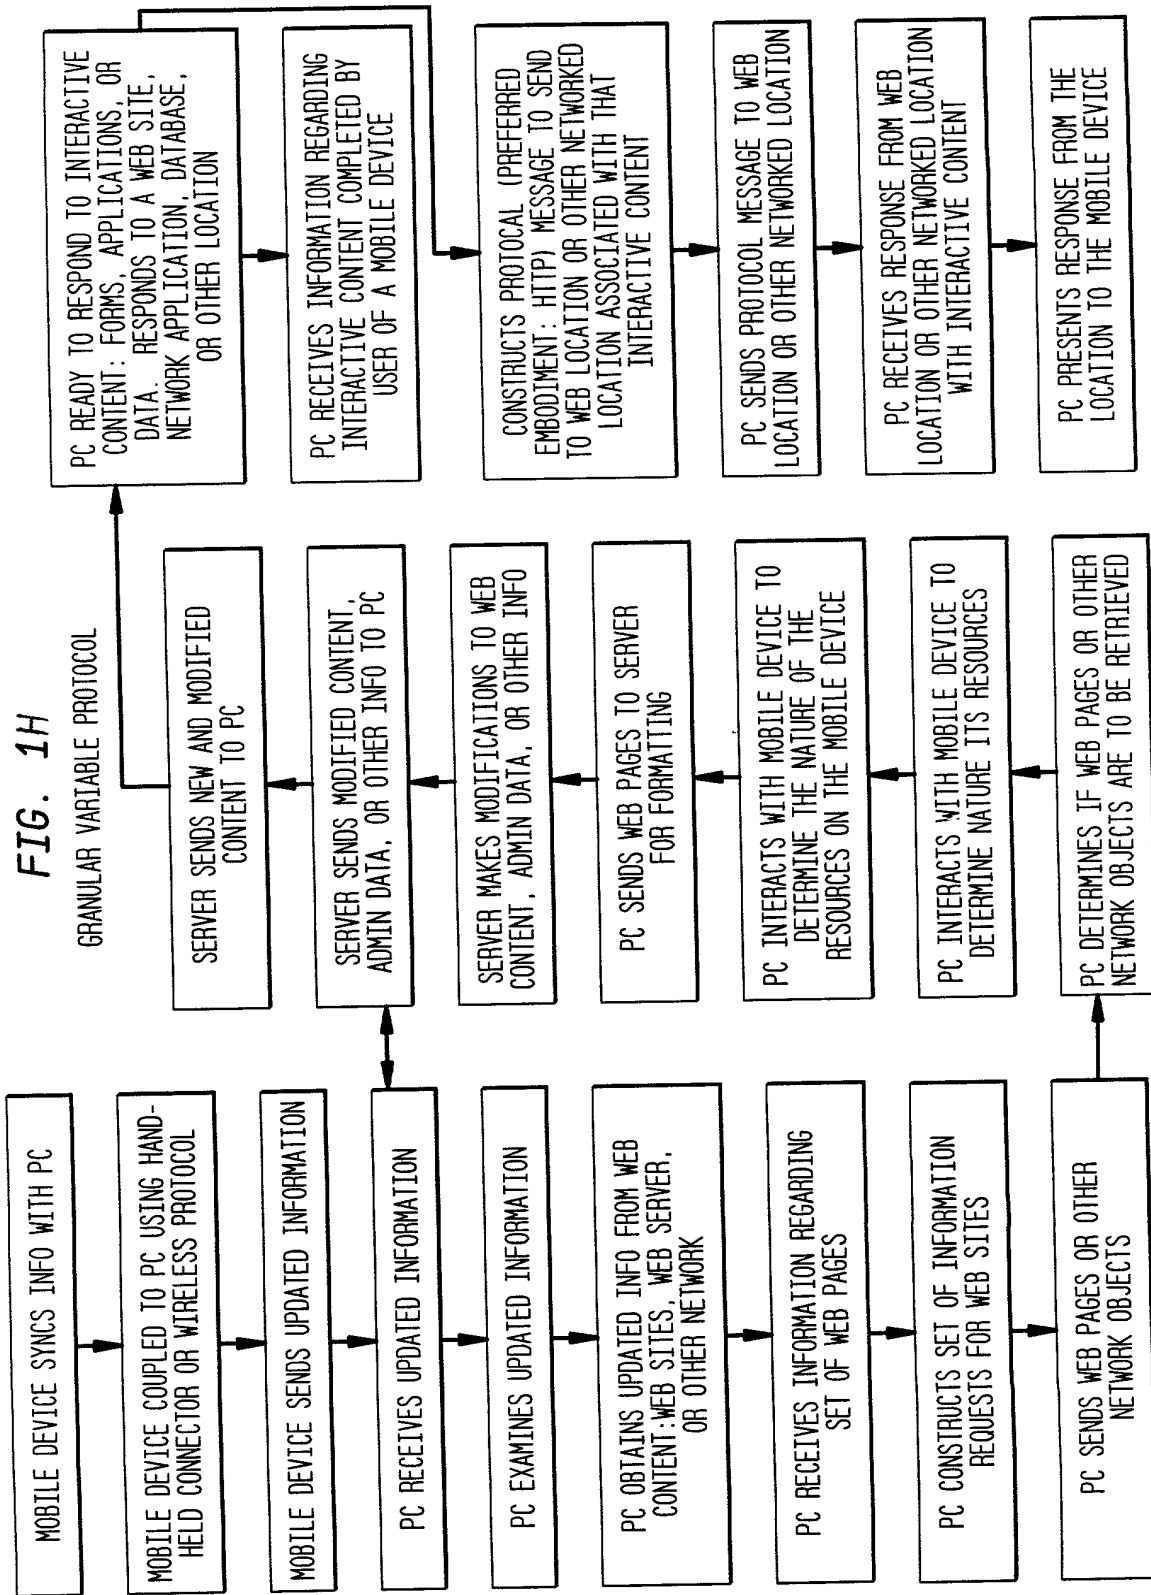 FIG. 1H
GRANULAR VARIABLE PROTOCOL
MOBILE DEVICE SYNCS INFO WITH PC
MOBILE DEVICE COUPLED TO PC USING HAND-
HELD CONNECTOR OR WIRELESS PROTOCOL
MOBILE DEVICE SENDS UPDATED INFORMATION
PC RECEIVES UPDATED INFORMATION
PC EXAMINES UPDATED INFORMATION
PC OBTAINS UPDATED INFO FROM WEB
CONTENT:WEB SITES, WEB SERVER,
OR OTHER NETWORK
PC RECEIVES INFORMATION REGARDING
SET OF WEB PAGES
PC CONSTRUCTS SET OF INFORMATION
REQUESTS FOR WEB SITES
PC SENDS WEB PAGES OR OTHER
NETWORK OBJECTS
SERVER SENDS NEW AND MODIFIED
CONTENT TO PC
SERVER SENDS MODIFIED CONTENT,
ADMIN DATA, OR OTHER INFO TO PC
SERVER MAKES MODIFICATIONS TO WEB
CONTENT, ADMIN DATA, OR OTHER INFO
PC SENDS WEB PAGES TO SERVER
FOR FORMATTING
PC INTERACTS WITH MOBILE DEVICE TO
DETERMINE THE NATURE OF THE
RESOURCES ON THE MOBILE DEVICE
PC INTERACTS WITH MOBILE DEVICE TO
DETERMINE NATURE ITS RESOURCES
PC DETERMINES IF WEB PAGES OR OTHER
NETWORK OBJECTS ARE TO BE RETRIEVED
PC READY TO RESPOND TO INTERACTIVE
CONTENT: FORMS, APPLICATIONS, OR
DATA. RESPONDS TO A WEB SITE,
NETWORK APPLICATION, DATABASE,
OR OTHER LOCATION
PC RECEIVES INFORMATION REGARDING
INTERACTIVE CONTENT COMPLETED BY
USER OF A MOBILE DEVICE
CONSTRUCTS PROTOCAL (PREFERRED
EMBODIMENT: HTTP) MESSAGE TO SEND
TO WEB LOCATION OR OTHER NETWORKED
LOCATION ASSOCIATED WITH THAT
INTERACTIVE CONTENT
PC SENDS PROTOCOL MESSAGE TO WEB
LOCATION OR OTHER NETWORKED LOCATION
PC RECEIVES RESPONSE FROM WEB
LOCATION OR OTHER NETWORKED LOCATION
WITH INTERACTIVE CONTENT
PC PRESENTS RESPONSE FROM THE
LOCATION TO THE MOBILE DEVICE